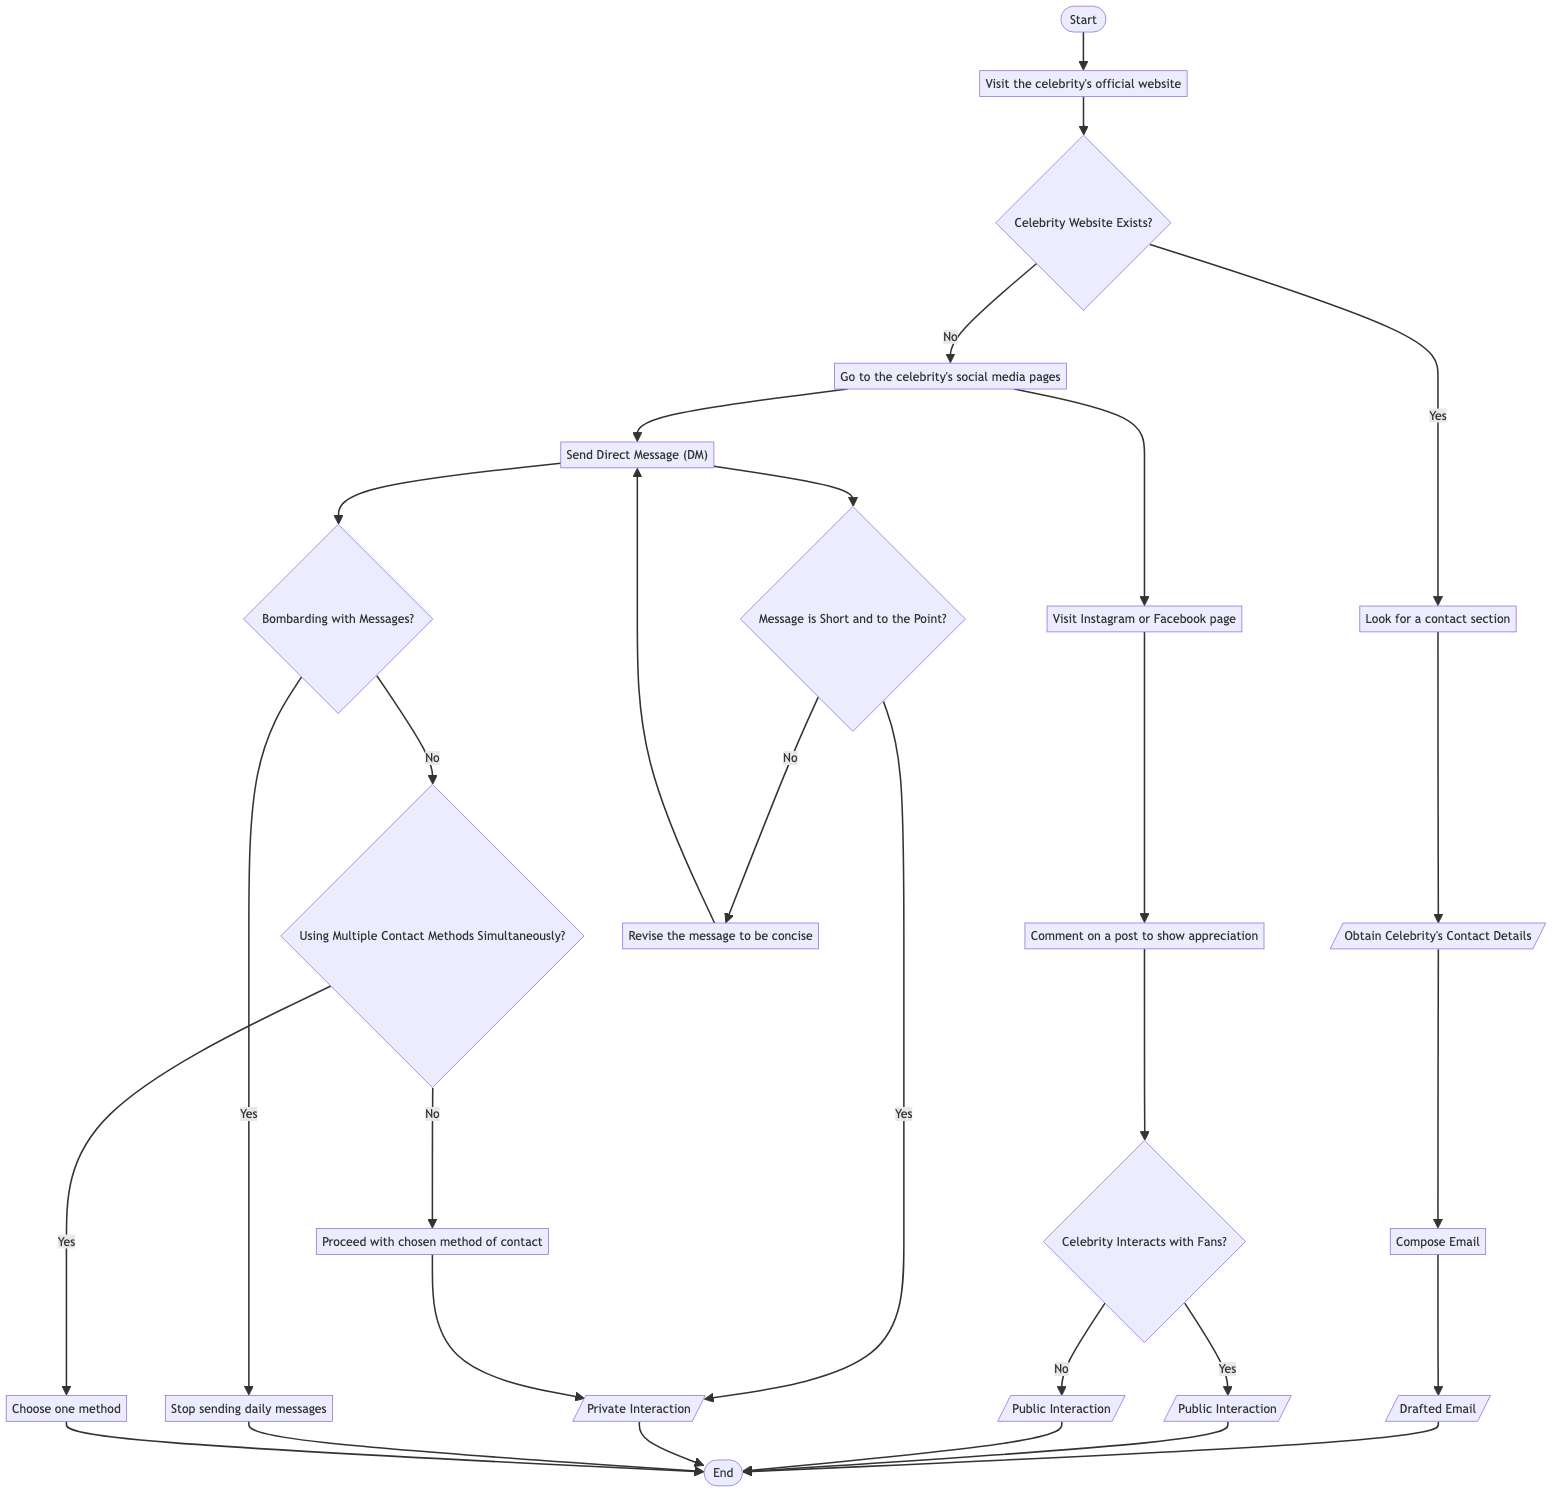 Start
Visit the celebrity's official website
Celebrity Website Exists?
No
Go to the celebrity's social media pages
Yes
Send Direct Message (DM)
Bombarding with Messages?
Message is Short and to the Point?
Visit Instagram or Facebook page
Look for a contact section
No
No
Using Multiple Contact Methods Simultaneously?
Revise the message to be concise
Comment on a post to show appreciation
Obtain Celebrity's Contact Details
Yes
No
Yes
Yes
Proceed with chosen method of contact
Celebrity Interacts with Fans?
Compose Email
No
Yes
Choose one method
Stop sending daily messages
Private Interaction
Public Interaction
Public Interaction
Drafted Email
End